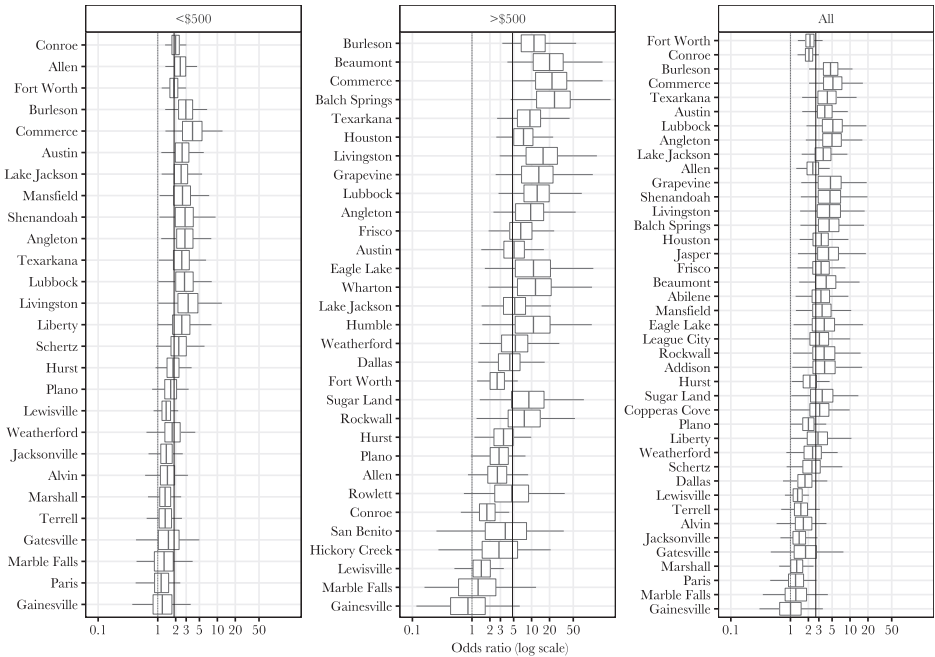 <$500
Conroe
Allen
Fort Worth
Burleson
Commerce
Austin
Lake Jackson
Mansfield
Shenandoah
Angleton
Texarkana
Lubbock
Livingston
Liberty
Schertz
Hurst
Plano
Lewisville
Weatherford
Jacksonville
Alvin
Marshall
Terrell
Gatesville
Marble Falls
Paris
Gainesville
0.1 1 2 3 5 10 20 50
>$500
Burleson
Beaumont
Commerce
Balch Springs
Texarkana
Houston
Livingston
Grapevine
Lubbock
Angleton
Frisco
Austin
Eagle Lake
Wharton
Lake Jackson
Humble
Weatherford
Dallas
Fort Worth
Sugar Land
Rockwall
Hurst
Plano
Allen
Rowlett
Conroe
San Benito
Hickory Creek
Lewisville
Marble Falls
Gainesville
0.1 1 2 3 5 10 20 50
All
Fort Worth
Conroe
Burleson
Commerce
Texarkana
Austin
Lubbock
Angleton
Lake Jackson
Allen
Grapevine
Shenandoah
Livingston
Balch Springs
Houston
Jasper
Frisco
Beaumont
Abilene
Mansfield
Eagle Lake
League City
Rockwall
Addison
Hurst
Sugar Land
Copperas Cove
Plano
Liberty
Weatherford
Schertz
Dallas
Lewisville
Terrell
Alvin
Jacksonville
Gatesville
Marshall
Paris
Marble Falls
Gainesville
0.1 1 2 3 5 10 20 50
Odds ratio (log scale)